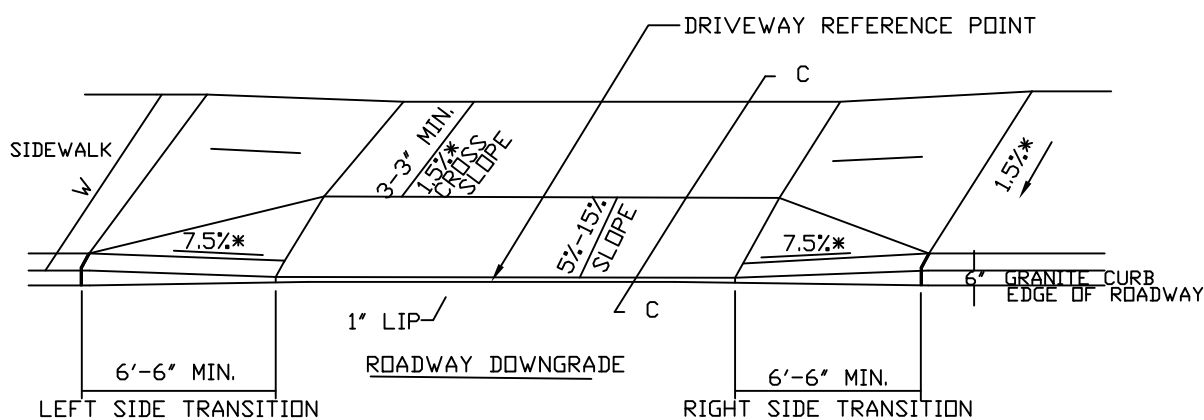 DRIVEWAY REFERENCE POINT
C
SIDEWALK
W
3-3" MIN.
1.5%*
CROSS
SLOPE
1.5%*
7.5%*
5%-15%
SLOPE
7.5%*
6" GRANITE CURB
EDGE OF ROADWAY
1" LIP
C
ROADWAY DOWNGRADE
6'-6" MIN.
6'-6" MIN.
LEFT SIDE TRANSITION
RIGHT SIDE TRANSITION